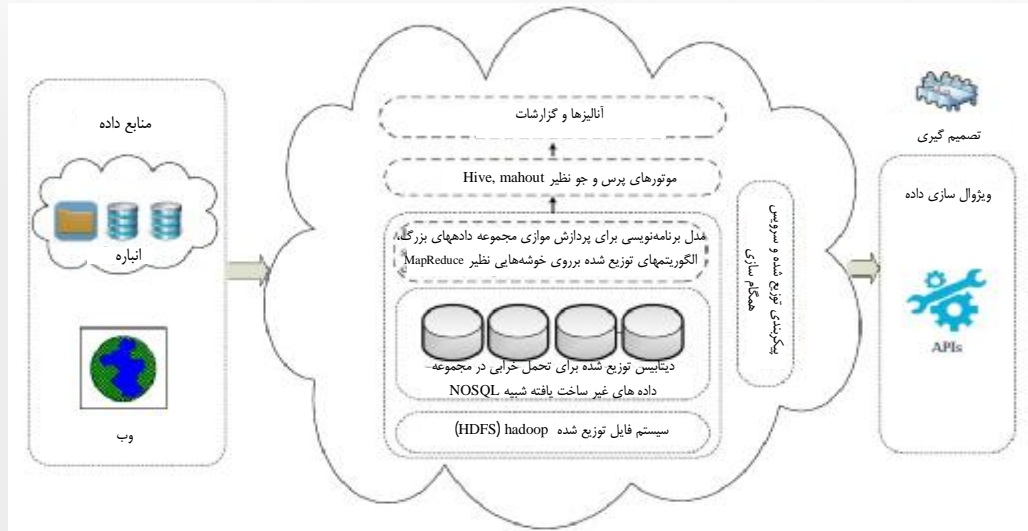 منابع داده
انباره
وب
آنالیزها و گزارشات
موتورهای پرس و جو نظیر Hive, mahout
مدل برنامه‌نویسی برای پردازش موازی مجموعه دادههای بزرگ،
الگوریتمهای توزیع شده برروی خوشه‌هایی نظیر MapReduce
دیتابیس توزیع شده برای تحمل خرابی در مجموعه
داده های غیر ساخت یافته شبیه NOSQL
سیستم فایل توزیع شده hadoop (HDFS)
پیکربندی توزیع شده و سرویس
همگام سازی
تصمیم گیری
ویژوال سازی داده
APIs